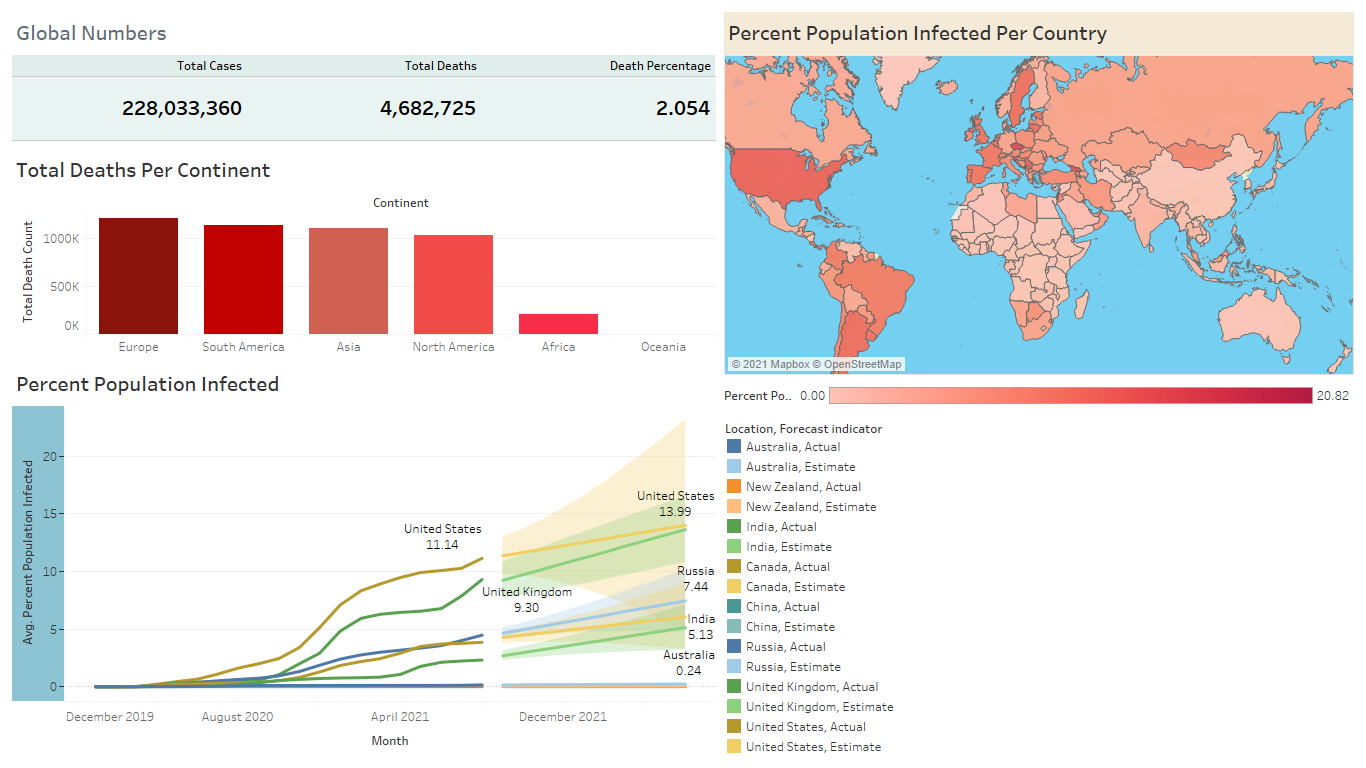 Global Numbers
Total Cases Total Deaths Death Percentage
228,033,360 4,682,725 2.054
Total Deaths Per Continent
Continent
Total Death Count
1000K
500K
0K
Europe South America Asia North America Africa Oceania
Percent Population Infected
Avg. Percent Population Infected
20
15
10
5
0
United States
11.14
United Kingdom
9.30
United States
13.99
Russia
7.44
India
5.13
Australia
0.24
December 2019 August 2020 April 2021 December 2021
Month
Percent Population Infected Per Country
© 2021 Mapbox © OpenStreetMap
Percent Po.. 0.00 20.82
Location, Forecast indicator
Australia, Actual
Australia, Estimate
New Zealand, Actual
New Zealand, Estimate
India, Actual
India, Estimate
Canada, Actual
Canada, Estimate
China, Actual
China, Estimate
Russia, Actual
Russia, Estimate
United Kingdom, Actual
United Kingdom, Estimate
United States, Actual
United States, Estimate